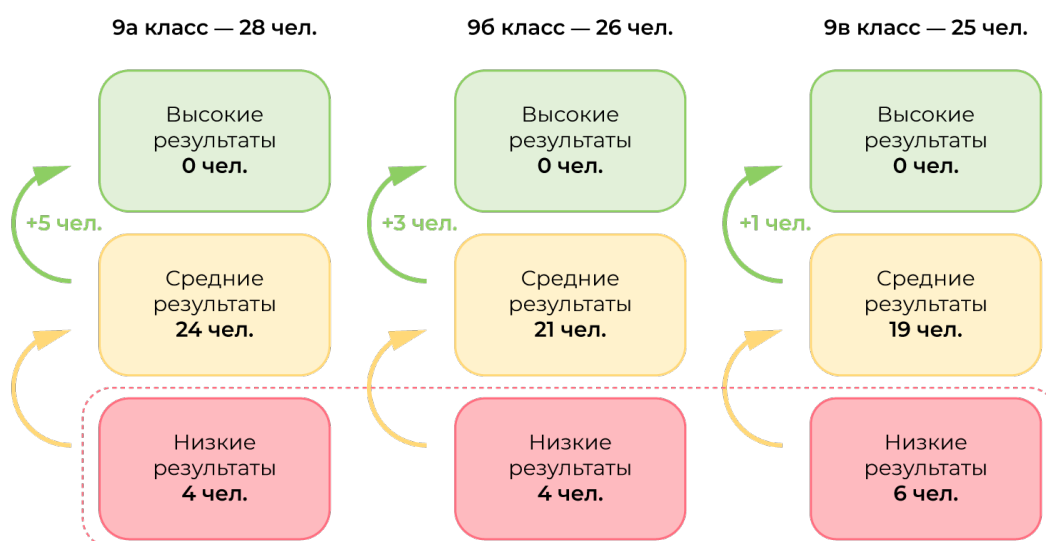 9а класс — 28 чел.
Высокие
результаты
0 чел.
+5 чел.
Средние
результаты
24 чел.
Низкие
результаты
4 чел.
9б класс — 26 чел.
Высокие
результаты
0 чел.
+3 чел.
Средние
результаты
21 чел.
Низкие
результаты
4 чел.
9в класс — 25 чел.
Высокие
результаты
0 чел.
+1 чел.
Средние
результаты
19 чел.
Низкие
результаты
6 чел.